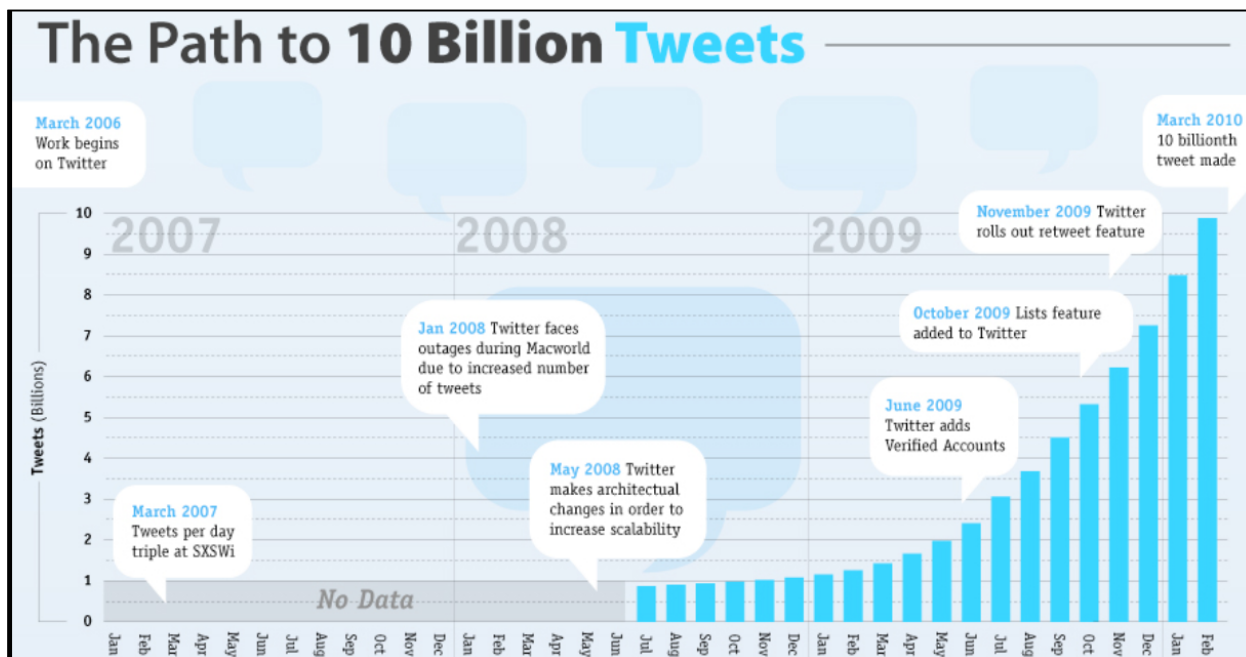 The Path to 10 Billion Tweets
March 2006
Work begins
on Twitter
March 2010
10 billionth
tweet made
2007
2008
2009
November 2009 Twitter
rolls out retweet feature
October 2009 Lists feature
added to Twitter
Jan 2008 Twitter faces
outages during Macworld
due to increased number
of tweets
June 2009
Twitter adds
Verified Accounts
May 2008 Twitter
makes architectual
changes in order to
increase scalability
March 2007
Tweets per day
triple at SXSWi
No Data
Tweets (Billions)
10
9
8
7
6
5
4
3
2
1
0
Jan
Feb
Mar
Apr
May
Jun
Jul
Aug
Sep
Oct
Nov
Dec
Jan
Feb
Mar
Apr
May
Jun
Jul
Aug
Sep
Oct
Nov
Dec
Jan
Feb
Mar
Apr
May
Jun
Jul
Aug
Sep
Oct
Nov
Dec
Jan
Feb